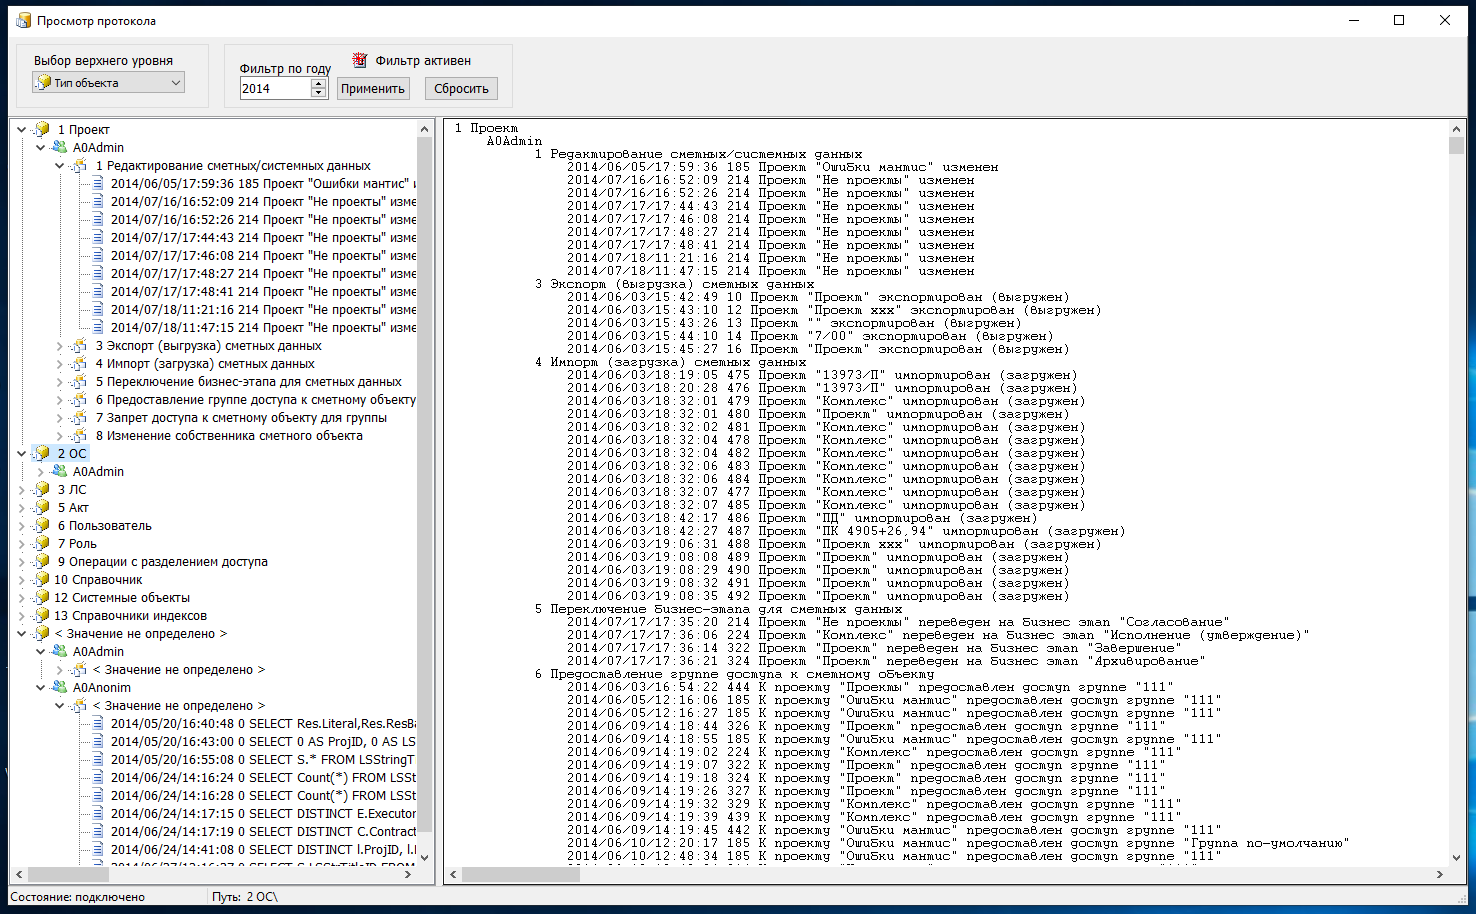 Просмотр протокола
Выбор верхнего уровня
Тип объекта
Фильтр по году
Фильтр активен
2014
Применить
Сбросить
1 Проект
A0Admin
1 Редактирование сметных/системных данных
2014/06/05/17:59:36 185 Проект "Ошибки мантис" и
2014/07/16/16:52:09 214 Проект "Не проекты" изме
2014/07/16/16:52:26 214 Проект "Не проекты" изме
2014/07/17/17:44:43 214 Проект "Не проекты" изме
2014/07/17/17:46:08 214 Проект "Не проекты" изме
2014/07/17/17:48:27 214 Проект "Не проекты" изме
2014/07/17/17:48:41 214 Проект "Не проекты" изме
2014/07/18/11:21:16 214 Проект "Не проекты" изме
2014/07/18/11:47:15 214 Проект "Не проекты" изме
3 Экспорт (выгрузка) сметных данных
4 Импорт (загрузка) сметных данных
5 Переключение бизнес-этапа для сметных данных
6 Предоставление группе доступа к сметному объекту
7 Запрет доступа к сметному объекту для группы
8 Изменение собственника сметного объекта
2 ОС
A0Admin
3 ЛС
5 Акт
6 Пользователь
7 Роль
9 Операции с разделением доступа
10 Справочник
12 Системные объекты
13 Справочники индексов
< Значение не определено >
A0Admin
< Значение не определено >
A0Anonim
< Значение не определено >
2014/05/20/16:40:48 0 SELECT Res.Literal,Res.ResBa
2014/05/20/16:43:00 0 SELECT 0 AS ProjID, 0 AS LS
2014/05/20/16:55:08 0 SELECT S.* FROM LSStringT
2014/06/24/14:16:24 0 SELECT Count(*) FROM LSSt
2014/06/24/14:16:28 0 SELECT Count(*) FROM LSSt
2014/06/24/14:17:15 0 SELECT DISTINCT E.Executor
2014/06/24/14:17:19 0 SELECT DISTINCT C.Contract
2014/06/24/14:41:08 0 SELECT DISTINCT l.ProjID, l.
1 Проект
A0Admin
1 Редактирование сметных/системных данных
2014/06/05/17:59:36 185 Проект "Ошибки мантис" изменен
2014/07/16/16:52:09 214 Проект "Не проекты" изменен
2014/07/16/16:52:26 214 Проект "Не проекты" изменен
2014/07/17/17:44:43 214 Проект "Не проекты" изменен
2014/07/17/17:46:08 214 Проект "Не проекты" изменен
2014/07/17/17:48:27 214 Проект "Не проекты" изменен
2014/07/17/17:48:41 214 Проект "Не проекты" изменен
2014/07/18/11:21:16 214 Проект "Не проекты" изменен
2014/07/18/11:47:15 214 Проект "Не проекты" изменен
3 Экспорт (выгрузка) сметных данных
2014/06/03/15:42:49 10 Проект "Проект" экспортирован (выгружен)
2014/06/03/15:43:10 12 Проект "Проект xxx" экспортирован (выгружен)
2014/06/03/15:43:26 13 Проект "" экспортирован (выгружен)
2014/06/03/15:44:10 14 Проект "7/00" экспортирован (выгружен)
2014/06/03/15:45:27 16 Проект "Проект" экспортирован (выгружен)
4 Импорт (загрузка) сметных данных
2014/06/03/18:19:05 475 Проект "13973/П" импортирован (загружен)
2014/06/03/18:20:28 476 Проект "13973/П" импортирован (загружен)
2014/06/03/18:32:01 479 Проект "Комплекс" импортирован (загружен)
2014/06/03/18:32:01 480 Проект "Проект" импортирован (загружен)
2014/06/03/18:32:02 481 Проект "Комплекс" импортирован (загружен)
2014/06/03/18:32:04 478 Проект "Комплекс" импортирован (загружен)
2014/06/03/18:32:04 482 Проект "Комплекс" импортирован (загружен)
2014/06/03/18:32:06 483 Проект "Комплекс" импортирован (загружен)
2014/06/03/18:32:06 484 Проект "Комплекс" импортирован (загружен)
2014/06/03/18:32:07 477 Проект "Комплекс" импортирован (загружен)
2014/06/03/18:32:07 485 Проект "Комплекс" импортирован (загружен)
2014/06/03/18:42:17 486 Проект "ПД" импортирован (загружен)
2014/06/03/18:42:27 487 Проект "ПК 4905+26,94" импортирован (загружен)
2014/06/03/19:06:31 488 Проект "Проект xxx" импортирован (загружен)
2014/06/03/19:08:08 489 Проект "Проект" импортирован (загружен)
2014/06/03/19:08:29 490 Проект "Проект" импортирован (загружен)
2014/06/03/19:08:32 491 Проект "Проект" импортирован (загружен)
2014/06/03/19:08:35 492 Проект "Проект" импортирован (загружен)
5 Переключение бизнес-этапа для сметных данных
2014/07/17/17:35:20 214 Проект "Не проекты" переведен на бизнес этап "Согласование"
2014/07/17/17:36:06 224 Проект "Комплекс" переведен на бизнес этап "Исполнение (утверждение)"
2014/07/17/17:36:14 322 Проект "Проект" переведен на бизнес этап "Завершение"
2014/07/17/17:36:21 324 Проект "Проект" переведен на бизнес этап "Архивирование"
6 Предоставление группе доступа к сметному объекту
2014/06/03/16:54:22 444 К проекту "Проекты" предоставлен доступ группе "111"
2014/06/05/12:16:06 185 К проекту "Ошибки мантис" предоставлен доступ группе "111"
2014/06/05/12:16:27 185 К проекту "Ошибки мантис" предоставлен доступ группе "111"
2014/06/09/14:18:44 326 К проекту "Проект" предоставлен доступ группе "111"
2014/06/09/14:18:55 185 К проекту "Ошибки мантис" предоставлен доступ группе "111"
2014/06/09/14:19:02 224 К проекту "Комплекс" предоставлен доступ группе "111"
2014/06/09/14:19:07 322 К проекту "Проект" предоставлен доступ группе "111"
2014/06/09/14:19:18 324 К проекту "Проект" предоставлен доступ группе "111"
2014/06/09/14:19:26 327 К проекту "Проект" предоставлен доступ группе "111"
2014/06/09/14:19:32 329 К проекту "Комплекс" предоставлен доступ группе "111"
2014/06/09/14:19:39 439 К проекту "Комплекс" предоставлен доступ группе "111"
2014/06/09/14:19:45 442 К проекту "Ошибки мантис" предоставлен доступ группе "111"
2014/06/10/12:20:17 185 К проекту "Ошибки мантис" предоставлен доступ группе "Группа по-умолчанию"
2014/06/10/12:48:34 185 К проекту "Ошибки мантис" предоставлен доступ группе "111"
Состояние: подключено
Путь: 2 ОС\